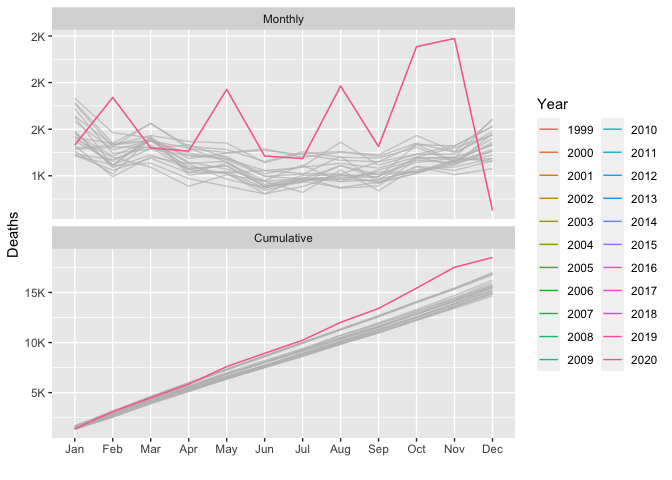 Monthly
2K
2K
2K
1K
Deaths
Cumulative
15K
10K
5K
Jan Feb Mar Apr May Jun Jul Aug Sep Oct Nov Dec
Year
1999 2010
2000 2011
2001 2012
2002 2013
2003 2014
2004 2015
2005 2016
2006 2017
2007 2018
2008 2019
2009 2020